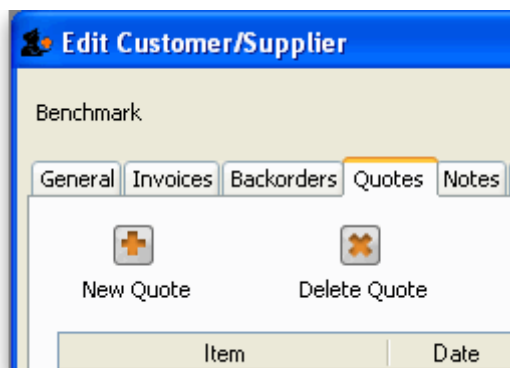 Edit Customer/Supplier
Benchmark
General Invoices Backorders Quotes Notes
New Quote Delete Quote
Item Date